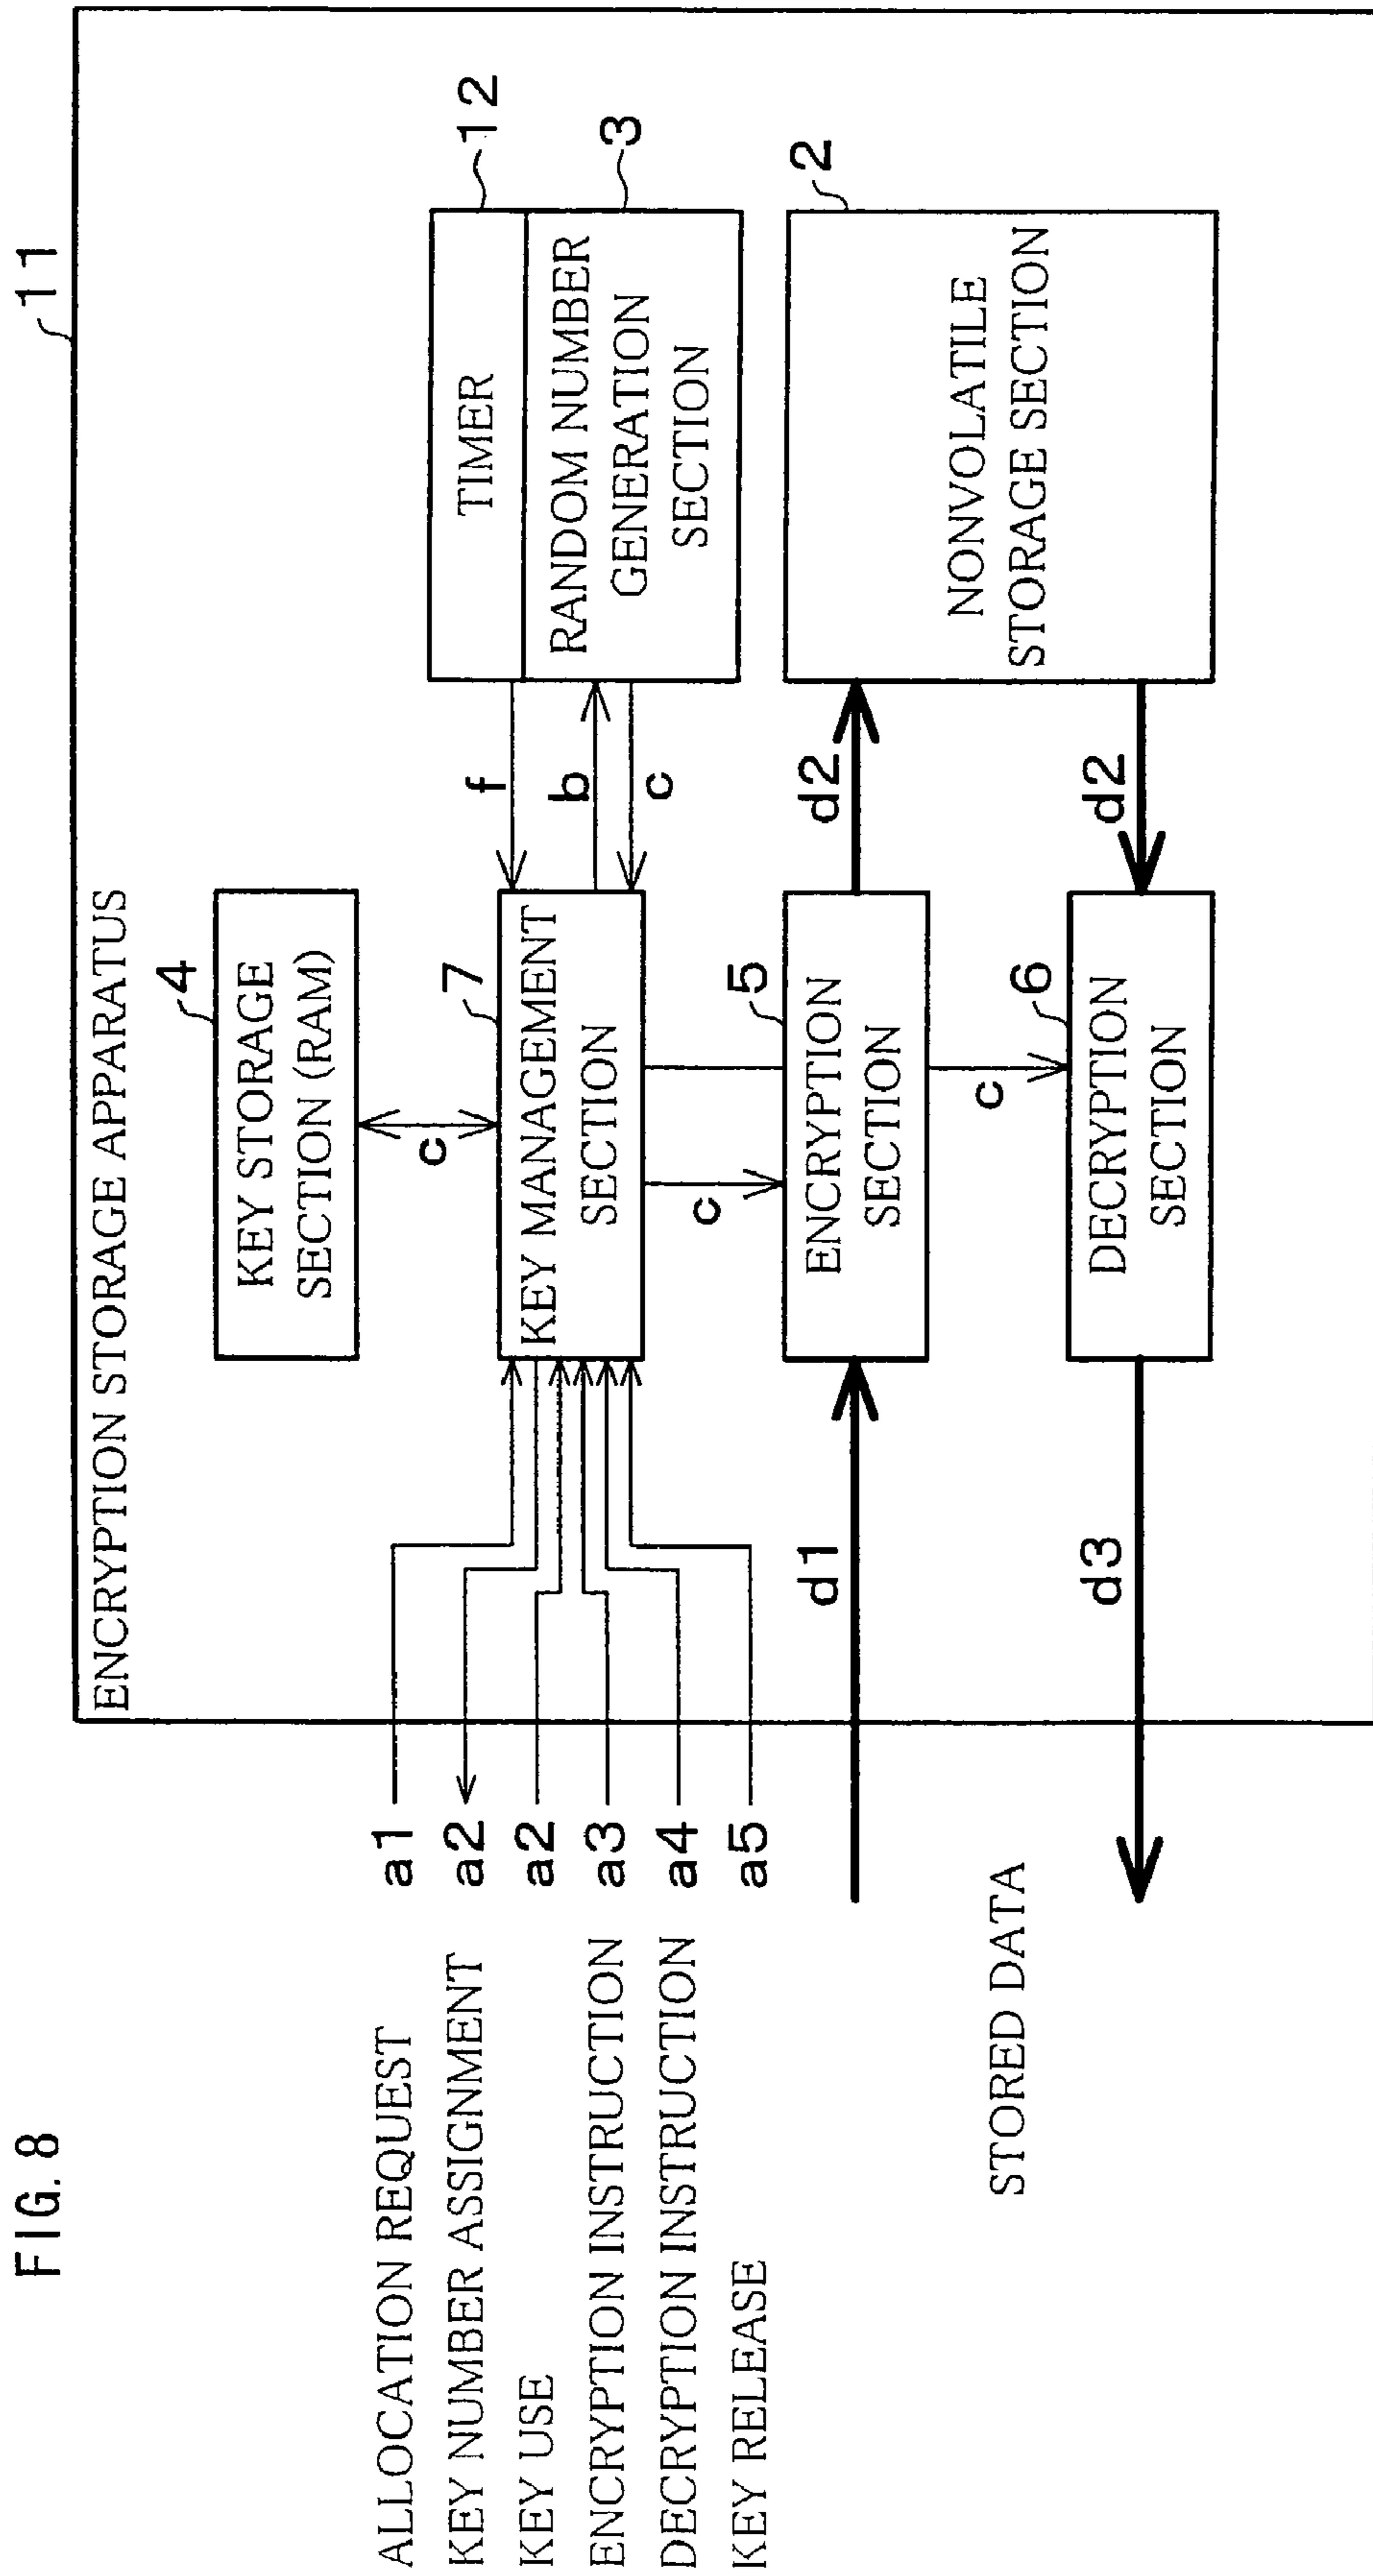 FIG. 8
11
ENCRYPTION STORAGE APPARATUS
4
KEY STORAGE
SECTION (RAM)
c
12
TIMER
3
RANDOM NUMBER
GENERATION
SECTION
f
b
c
7
KEY MANAGEMENT
SECTION
ALLOCATION REQUEST a1
KEY NUMBER ASSIGNMENT a2
KEY USE a2
ENCRYPTION INSTRUCTION a3
DECRYPTION INSTRUCTION a4
KEY RELEASE a5
c
5
ENCRYPTION
SECTION
d1
d2
2
NONVOLATILE
STORAGE SECTION
c
6
DECRYPTION
SECTION
d2
d3
STORED DATA